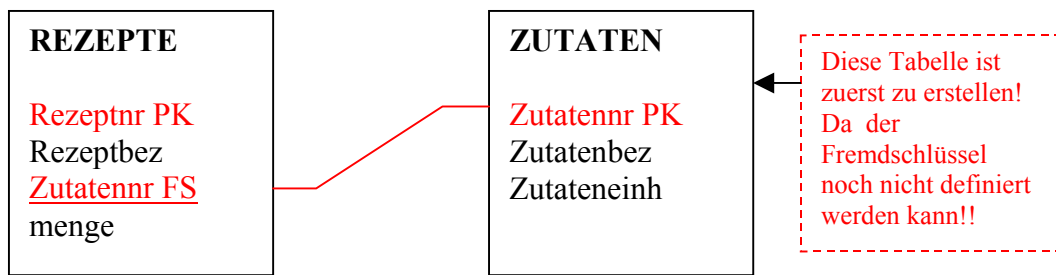 REZEPTE
Rezeptnr PK
Rezeptbez
Zutatennr FS
menge
ZUTATEN
Zutatennr PK
Zutatenbez
Zutateneinh
Diese Tabelle ist
zuerst zu erstellen!
Da der
Fremdschlüssel
noch nicht definiert
werden kann!!